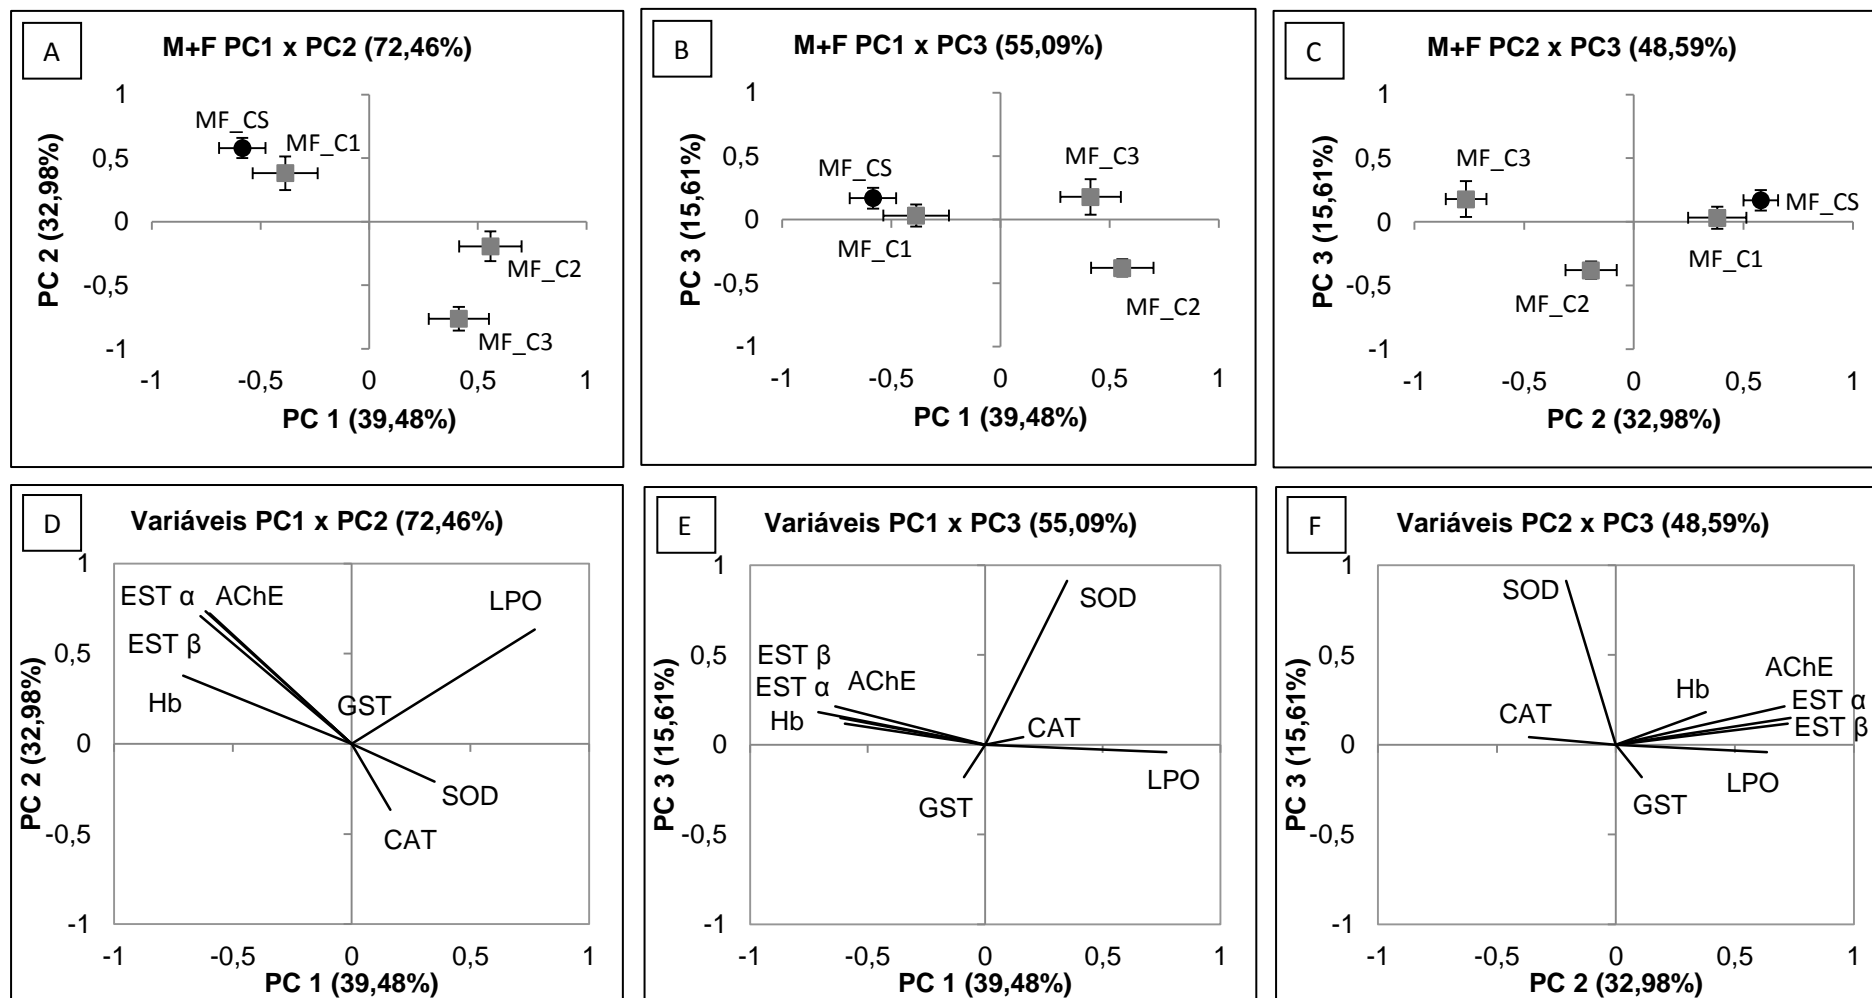 A
M+F PC1 x PC2 (72,46%)
PC 2 (32,98%)
1
0,5
0
-0,5
-1
MF_CS
MF_C1
MF_C2
MF_C3
-1
-0,5
0
0,5
1
PC 1 (39,48%)
B
M+F PC1 x PC3 (55,09%)
PC 3 (15,61%)
1
0,5
0
-0,5
-1
MF_CS
MF_C1
MF_C3
MF_C2
-1
-0,5
0
0,5
1
PC 1 (39,48%)
C
M+F PC2 x PC3 (48,59%)
PC 3 (15,61%)
1
0,5
0
-0,5
-1
MF_C3
MF_C2
MF_CS
MF_C1
-1
-0,5
0
0,5
1
PC 2 (32,98%)
D
Variáveis PC1 x PC2 (72,46%)
PC 2 (32,98%)
1
0,5
0
-0,5
-1
EST α
AChE
LPO
EST β
Hb
GST
SOD
CAT
-1
-0,5
0
0,5
1
PC 1 (39,48%)
E
Variáveis PC1 x PC3 (55,09%)
PC 3 (15,61%)
1
0,5
0
-0,5
-1
SOD
EST β
EST α
AChE
Hb
CAT
LPO
GST
-1
-0,5
0
0,5
1
PC 1 (39,48%)
F
Variáveis PC2 x PC3 (48,59%)
PC 3 (15,61%)
1
0,5
0
-0,5
-1
SOD
AChE
Hb
EST α
CAT
EST β
LPO
GST
-1
-0,5
0
0,5
1
PC 2 (32,98%)